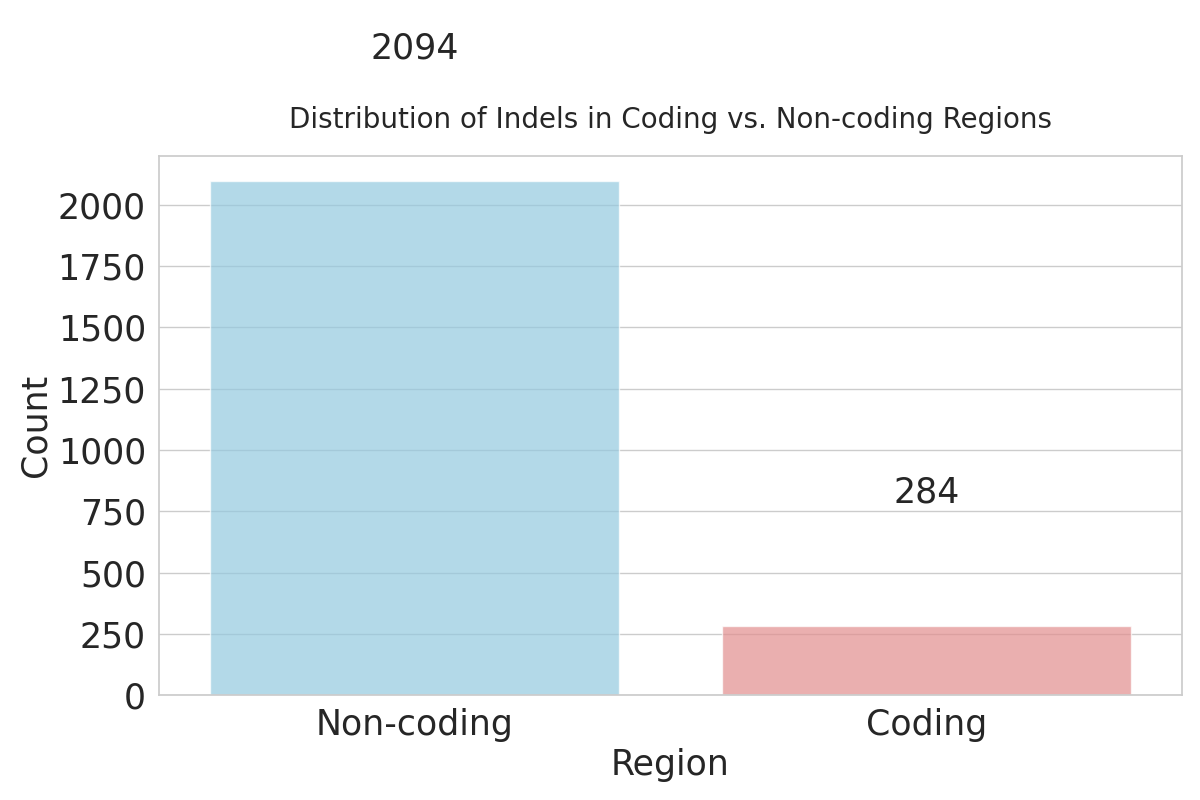 2094
Distribution of Indels in Coding vs. Non-coding Regions
2000
1750
1500
1250
1000
750
500
250
0
Count
284
Non-coding
Coding
Region